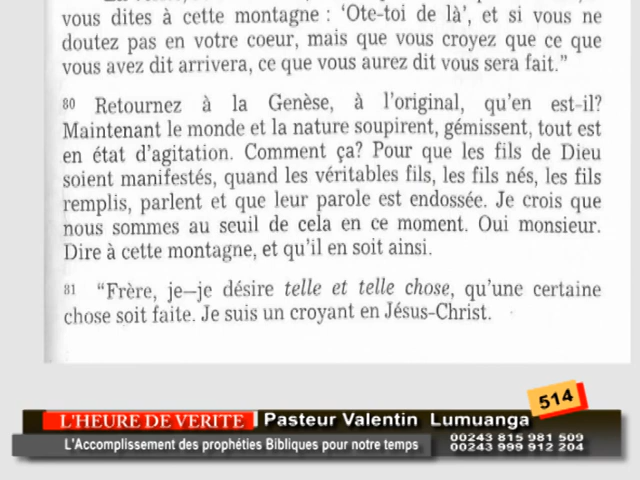 vous dites à cette montagne : ‘Ote-toi de là’, et si vous ne
doutez pas en votre coeur, mais que vous croyez que ce que
vous avez dit arrivera, ce que vous aurez dit vous sera fait.”
80 Retournez à la Genèse, à l’original, qu’en est-il?
Maintenant le monde et la nature soupirent, gémissent, tout est
en état d’agitation. Comment ça? Pour que les fils de Dieu
soient manifestés, quand les véritables fils, les fils nés, les fils
remplis, parlent et que leur parole est endossée. Je crois que
nous sommes au seuil de cela en ce moment. Oui monsieur.
Dire à cette montagne, et qu’il en soit ainsi.
81 “Frère, je—je désire telle et telle chose, qu’une certaine
chose soit faite. Je suis un croyant en Jésus-Christ.
514
L'HEURE DE VERITE Pasteur Valentin Lumuanga
L'Accomplissement des prophéties Bibliques pour notre temps
00243 815 981 509
00243 999 912 204